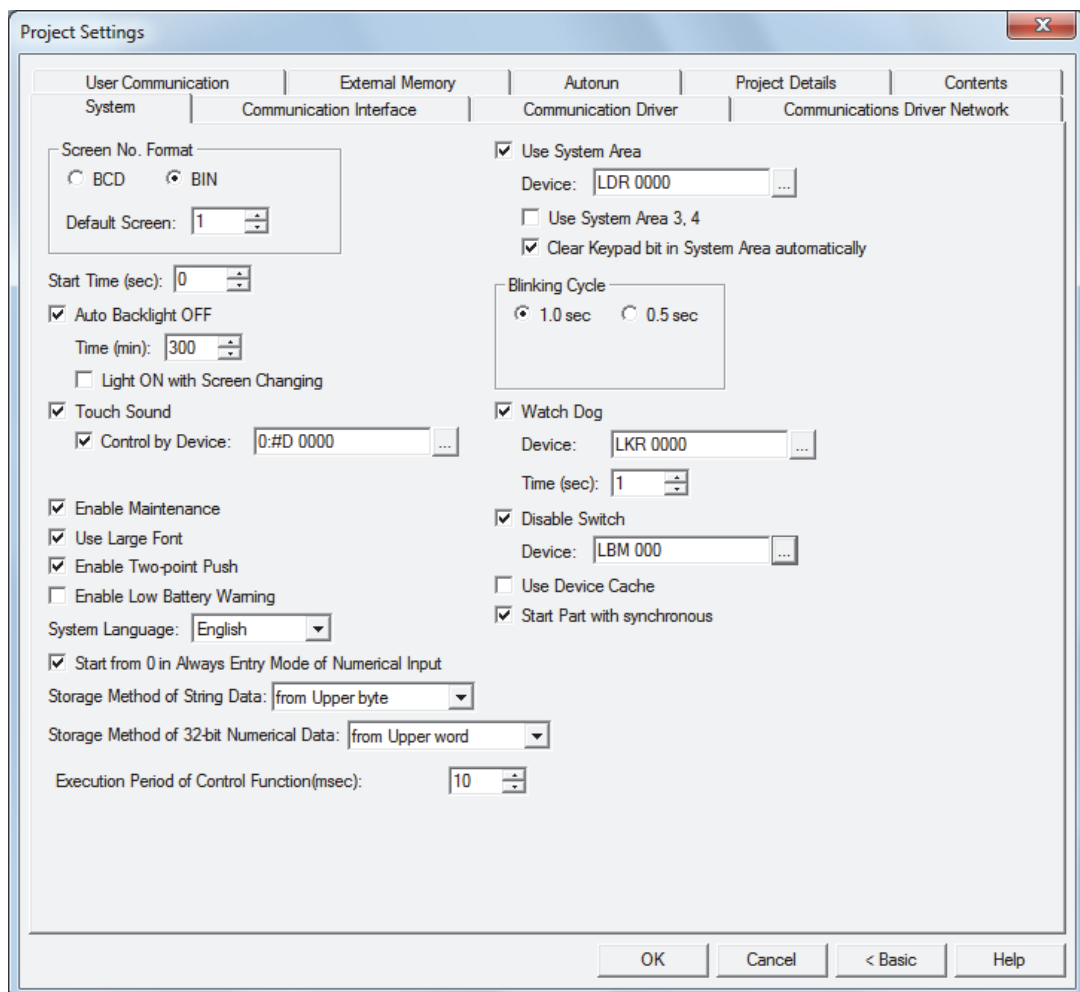 Project Settings
User Communication
External Memory
Autorun
Project Details
Contents
System
Communication Interface
Communication Driver
Communications Driver Network
Screen No. Format
BCD
BIN
Default Screen: 1
Start Time (sec): 0
Auto Backlight OFF
Time (min): 300
Light ON with Screen Changing
Touch Sound
Control by Device: 0:#D 0000 ...
Enable Maintenance
Use Large Font
Enable Two-point Push
Enable Low Battery Warning
System Language: English
Start from 0 in Always Entry Mode of Numerical Input
Storage Method of String Data: from Upper byte
Storage Method of 32-bit Numerical Data: from Upper word
Execution Period of Control Function(msec): 10
Use System Area
Device: LDR 0000 ...
Use System Area 3, 4
Clear Keypad bit in System Area automatically
Blinking Cycle
1.0 sec
0.5 sec
Watch Dog
Device: LKR 0000 ...
Time (sec): 1
Disable Switch
Device: LBM 000 ...
Use Device Cache
Start Part with synchronous
OK
Cancel
< Basic
Help